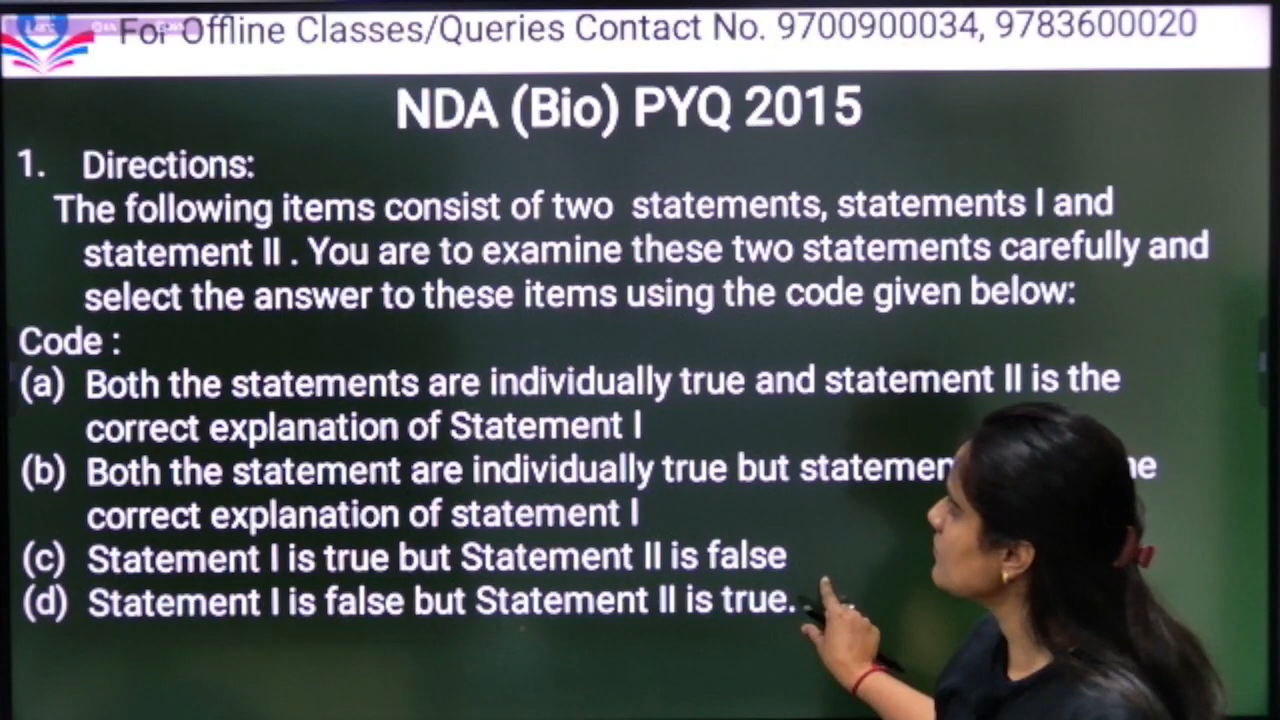 For Offline Classes/Queries Contact No. 9700900034, 9783600020
NDA (Bio) PYQ 2015
1. Directions:
The following items consist of two statements, statements I and
statement II . You are to examine these two statements carefully and
select the answer to these items using the code given below:
Code :
(a) Both the statements are individually true and statement II is the
correct explanation of Statement I
(b) Both the statement are individually true but
correct explanation of statement I
(c) Statement I is true but Statement II is false
(d) Statement I is false but Statement II is true.